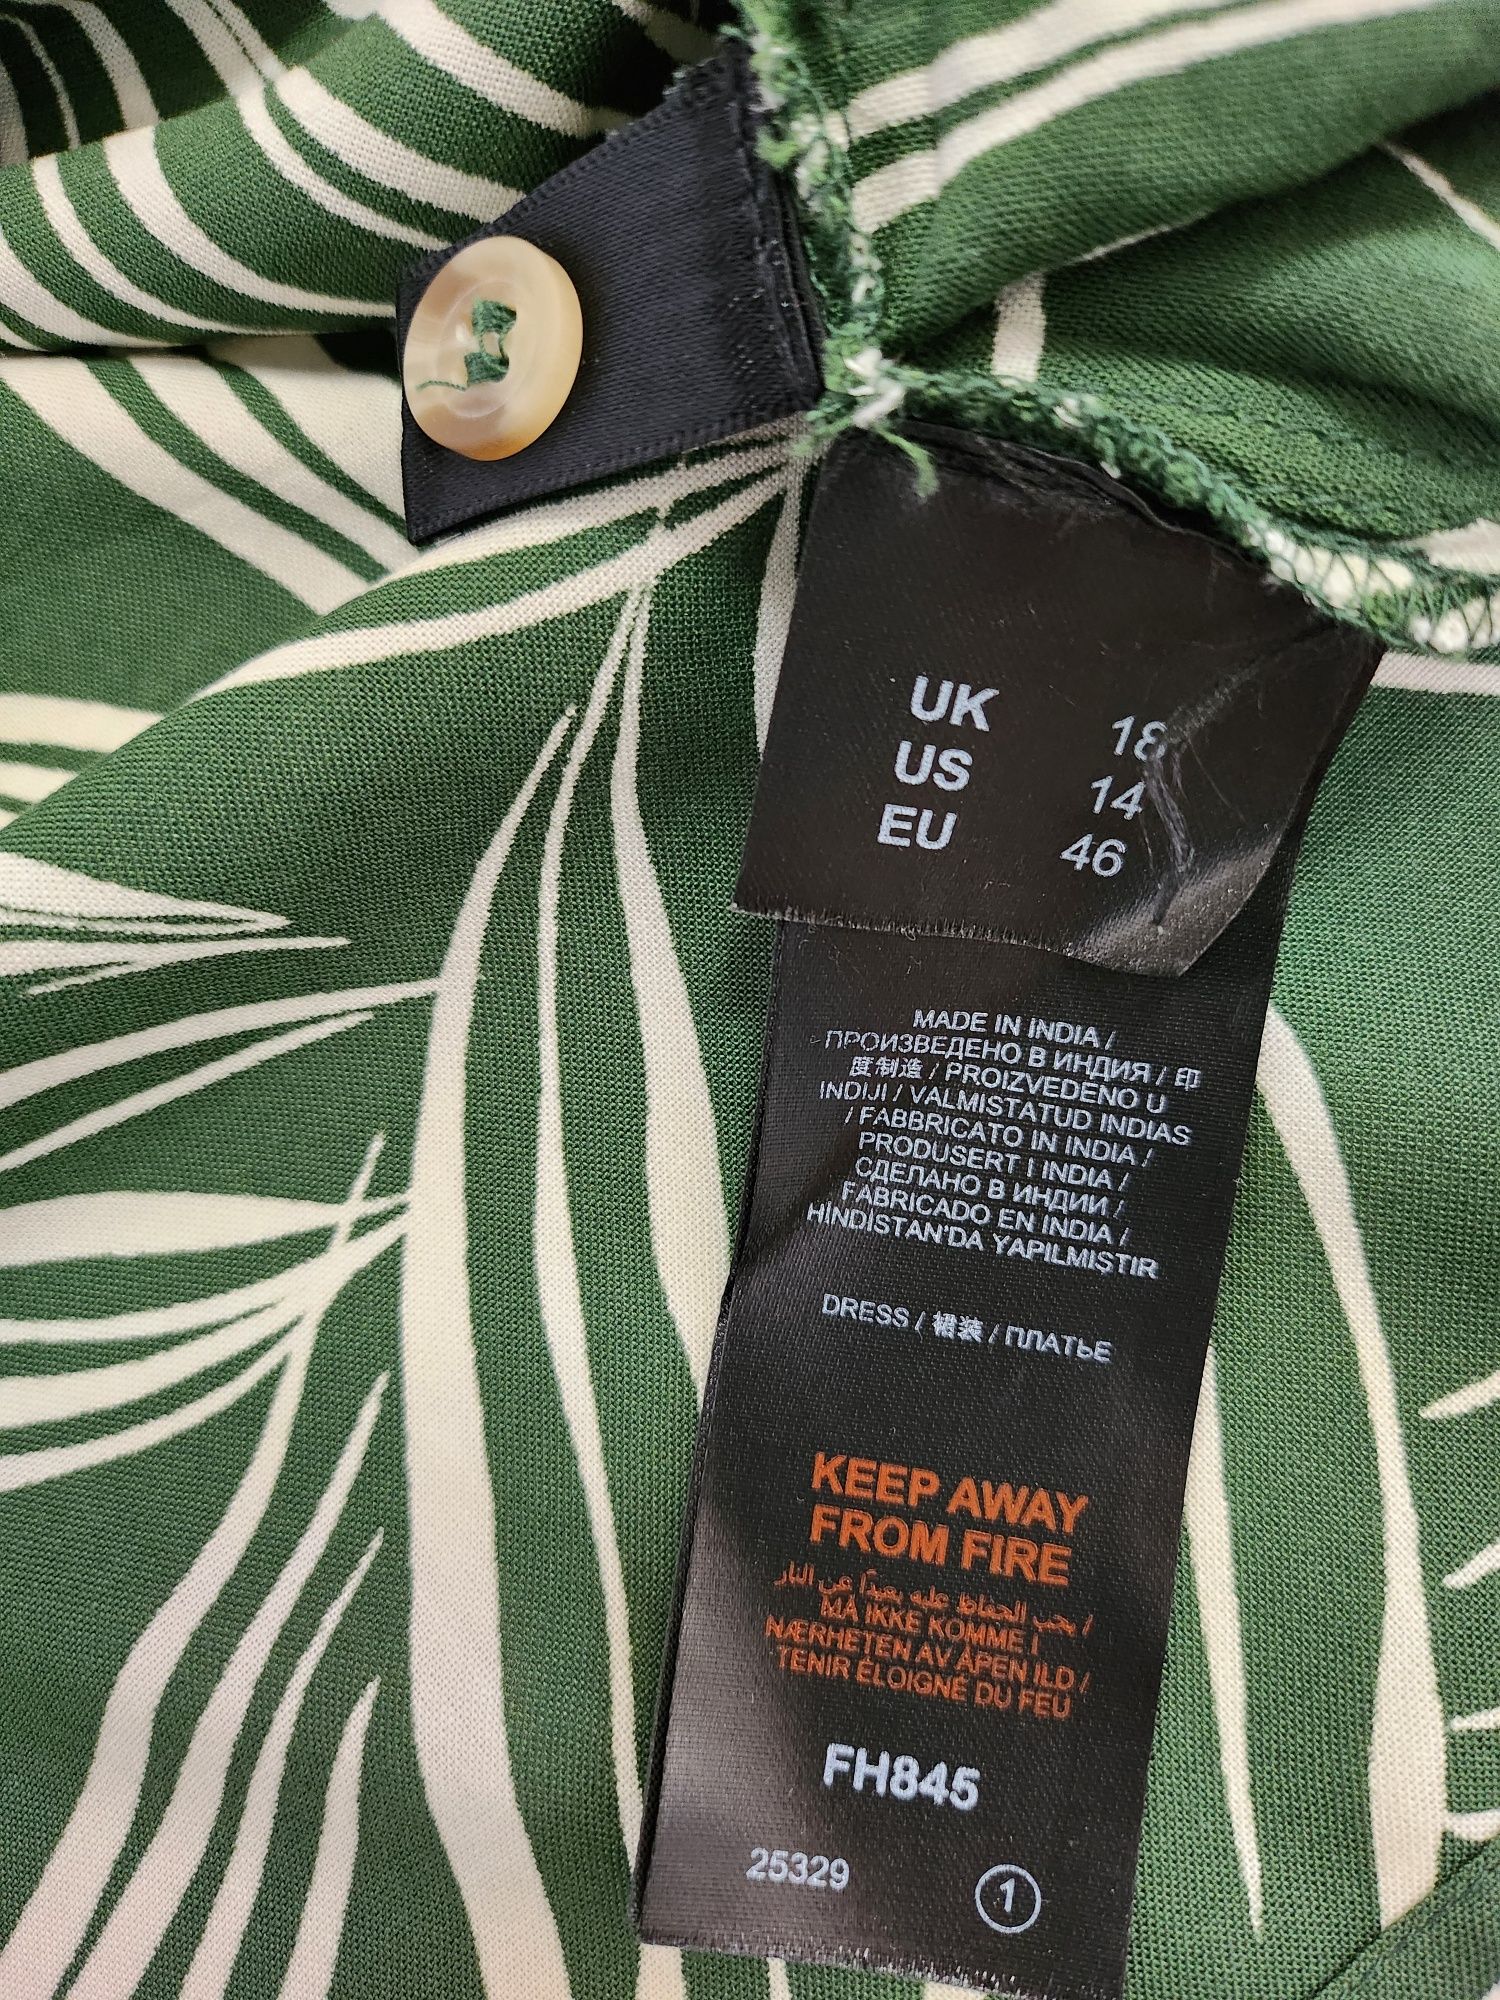 UK 18
US 14
EU 46
MADE IN INDIA /
ПРОИЗВЕДЕНО В ИНДИЯ / 印
度制造 / PROIZVEDENO U
INDIJI / VALMISTATUD INDIAS
/ FABBRICATO IN INDIA /
PRODUSERT I INDIA /
СДЕЛАНО В ИНДИИ /
FABRICADO EN INDIA /
HİNDİSTAN'DA YAPILMIŞTIR
DRESS / 裙装 / ПЛАТЬЕ
KEEP AWAY
FROM FIRE
/ يجب الحفاظ عليه بعيدًا عن النار
MÅ IKKE KOMME I
NÆRHETEN AV ÅPEN ILD /
TENIR ÉLOIGNÉ DU FEU
FH845
25329 1